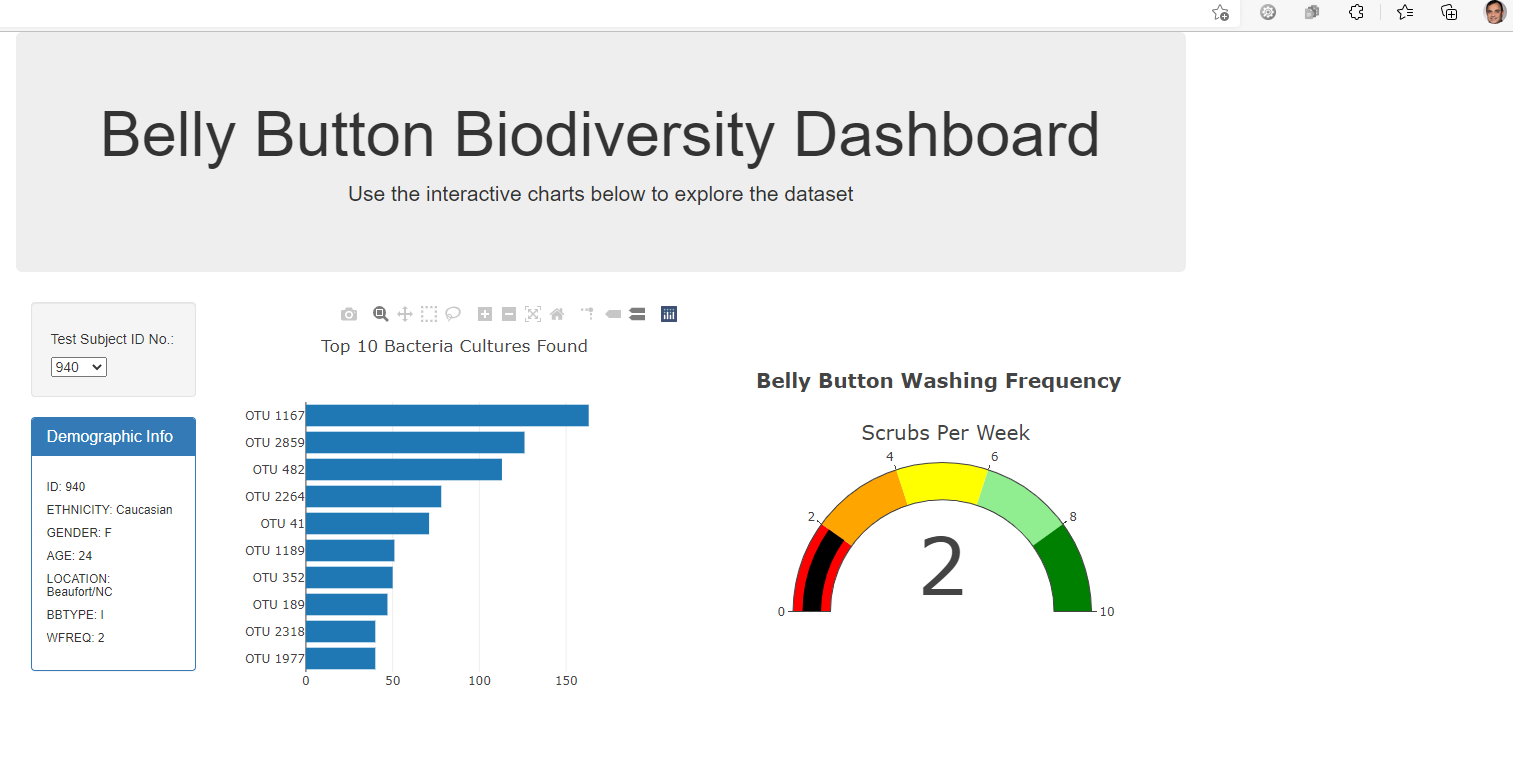 Belly Button Biodiversity Dashboard
Use the interactive charts below to explore the dataset
Test Subject ID No.:
940
Demographic Info
ID: 940
ETHNICITY: Caucasian
GENDER: F
AGE: 24
LOCATION:
Beaufort/NC
BBTYPE: I
WFREQ: 2
Top 10 Bacteria Cultures Found
OTU 1167
OTU 2859
OTU 482
OTU 2264
OTU 41
OTU 1189
OTU 352
OTU 189
OTU 2318
OTU 1977
0 50 100 150
Belly Button Washing Frequency
Scrubs Per Week
4 6
2 8
2
0 10